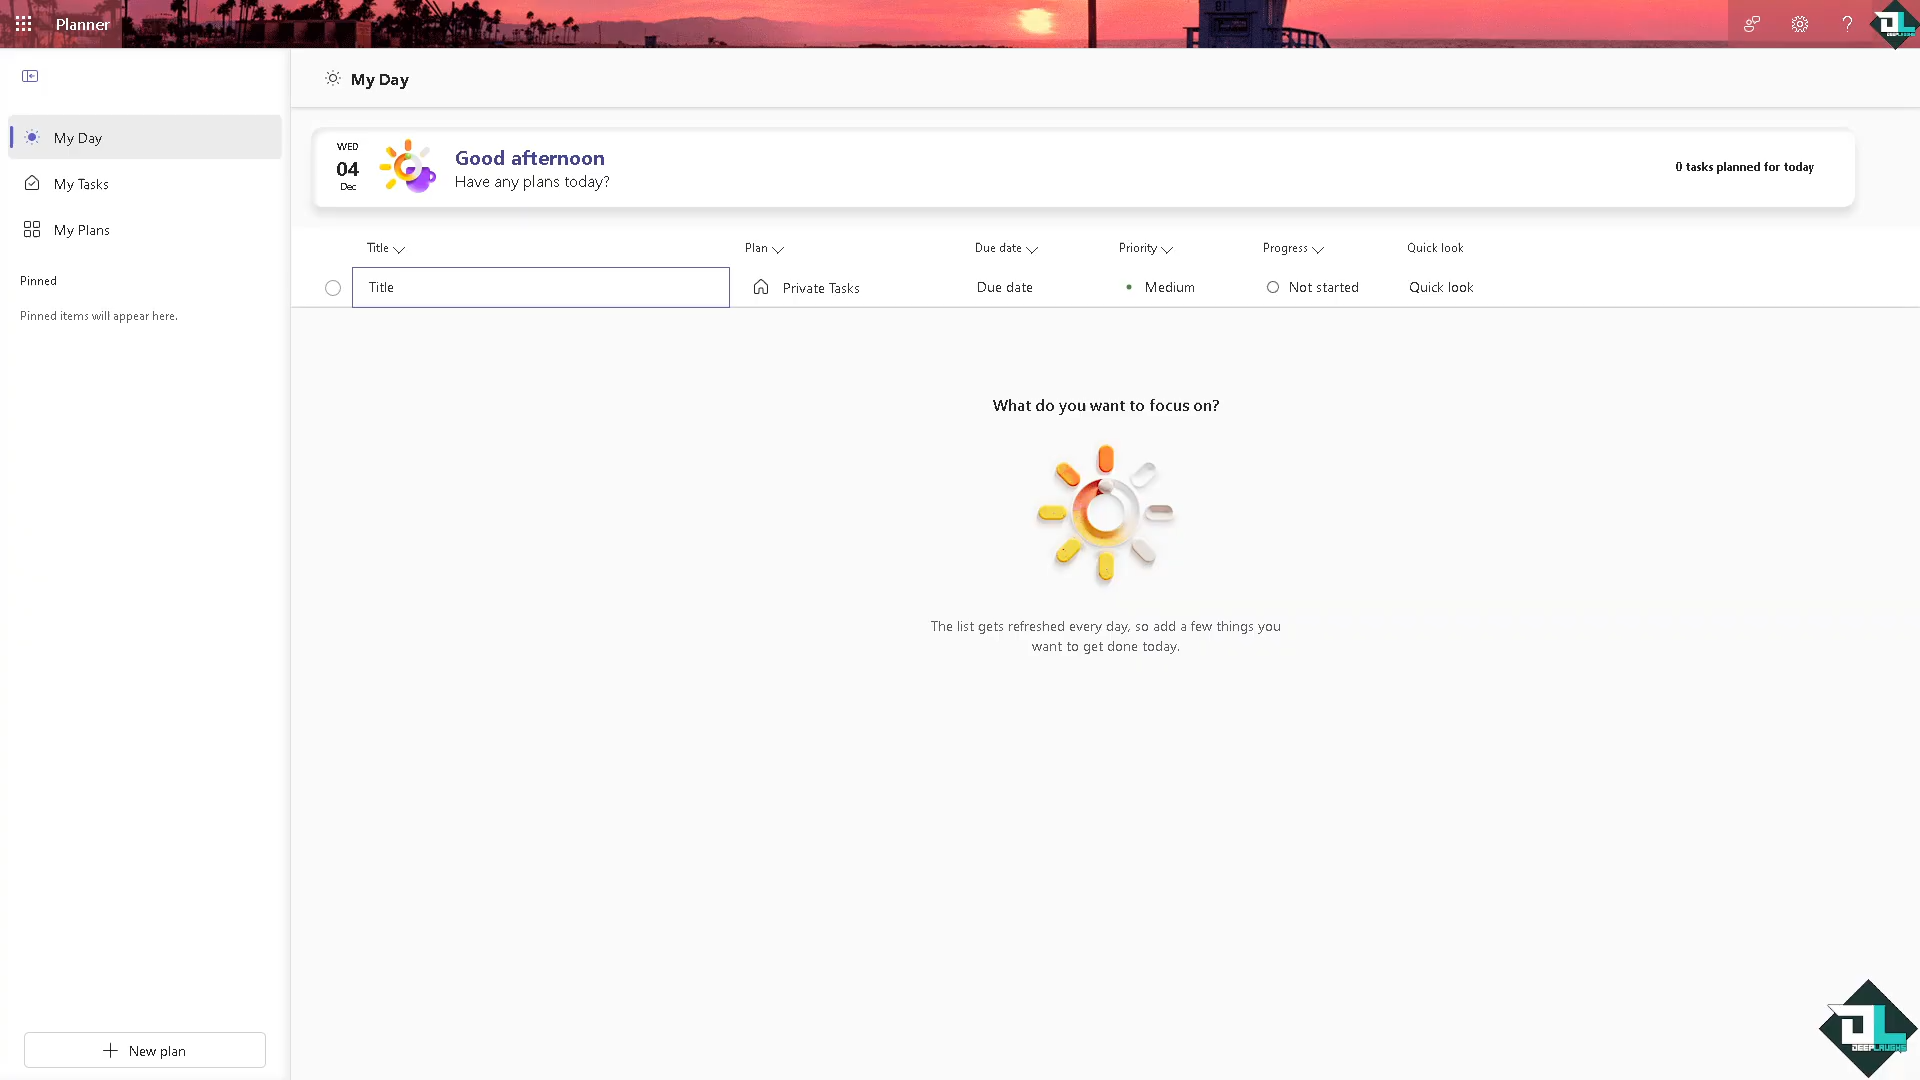 Planner
My Day
WED
04
Dec
Good afternoon
Have any plans today?
0 tasks planned for today
My Day
My Tasks
My Plans
Pinned
Pinned items will appear here.
Title
Plan
Due date
Priority
Progress
Quick look
Title
Private Tasks
Due date
Medium
Not started
Quick look
What do you want to focus on?
The list gets refreshed every day, so add a few things you
want to get done today.
New plan
DL
DEEPLAUGHS